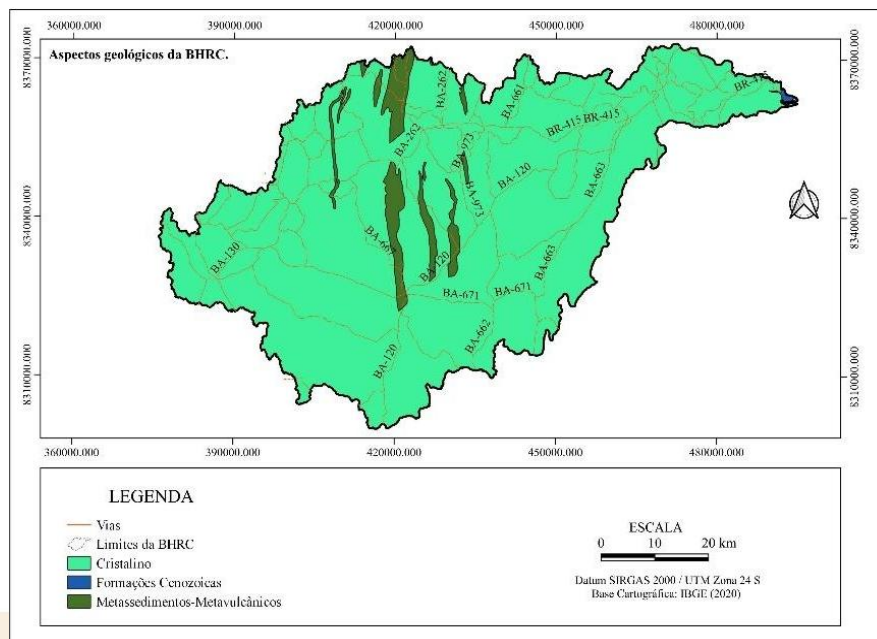 360000.000 390000.000 420000.000 450000.000 480000.000
Aspectos geológicos da BHRC.
8370000.000
8340000.000
8310000.000
8370000.000
8340000.000
8310000.000
BR-415
BA-262
BA-661
BR-415 BR-415
BA-262
BA-973
BA-120
BA-663
BA-973
BA-667
BA-130
BA-120
BA-663
BA-671
BA-671
BA-662
BA-120
360000.000 390000.000 420000.000 450000.000 480000.000
LEGENDA
Vias
Limites da BHRC
Cristalino
Formações Cenozoicas
Metassedimentos-Metavulcânicos
ESCALA
0 10 20 km
Datum SIRGAS 2000 / UTM Zona 24 S
Base Cartográfica: IBGE (2020)